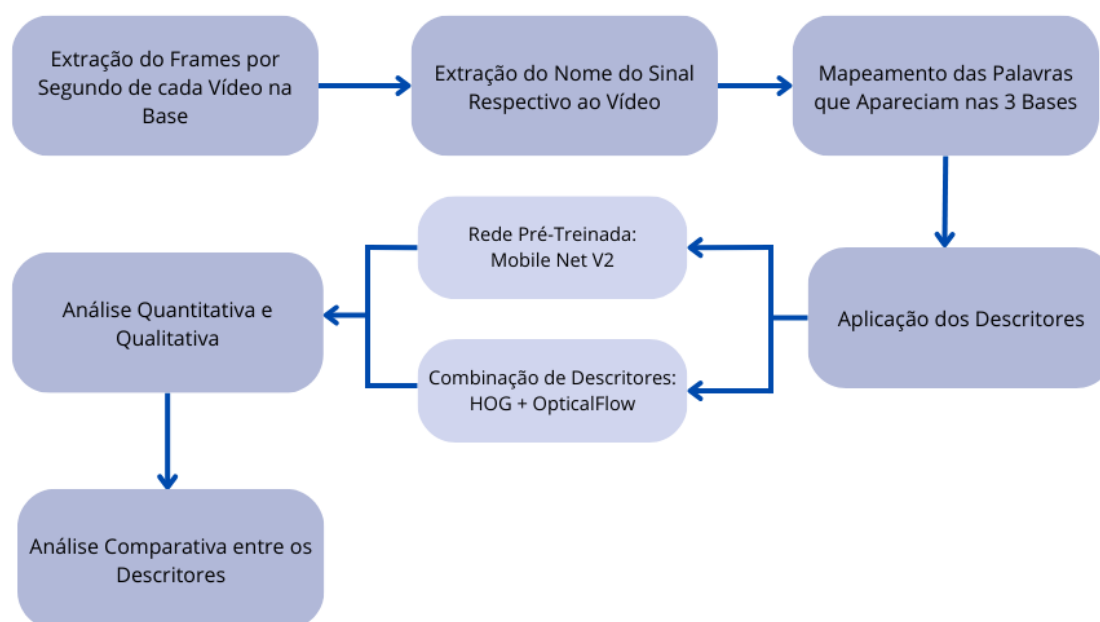 Extração do Frames por
Segundo de cada Vídeo na
Base
Extração do Nome do Sinal
Respectivo ao Vídeo
Mapeamento das Palavras
que Apareciam nas 3 Bases
Aplicação dos Descritores
Rede Pré-Treinada:
Mobile Net V2
Combinação de Descritores:
HOG + OpticalFlow
Análise Quantitativa e
Qualitativa
Análise Comparativa entre os
Descritores